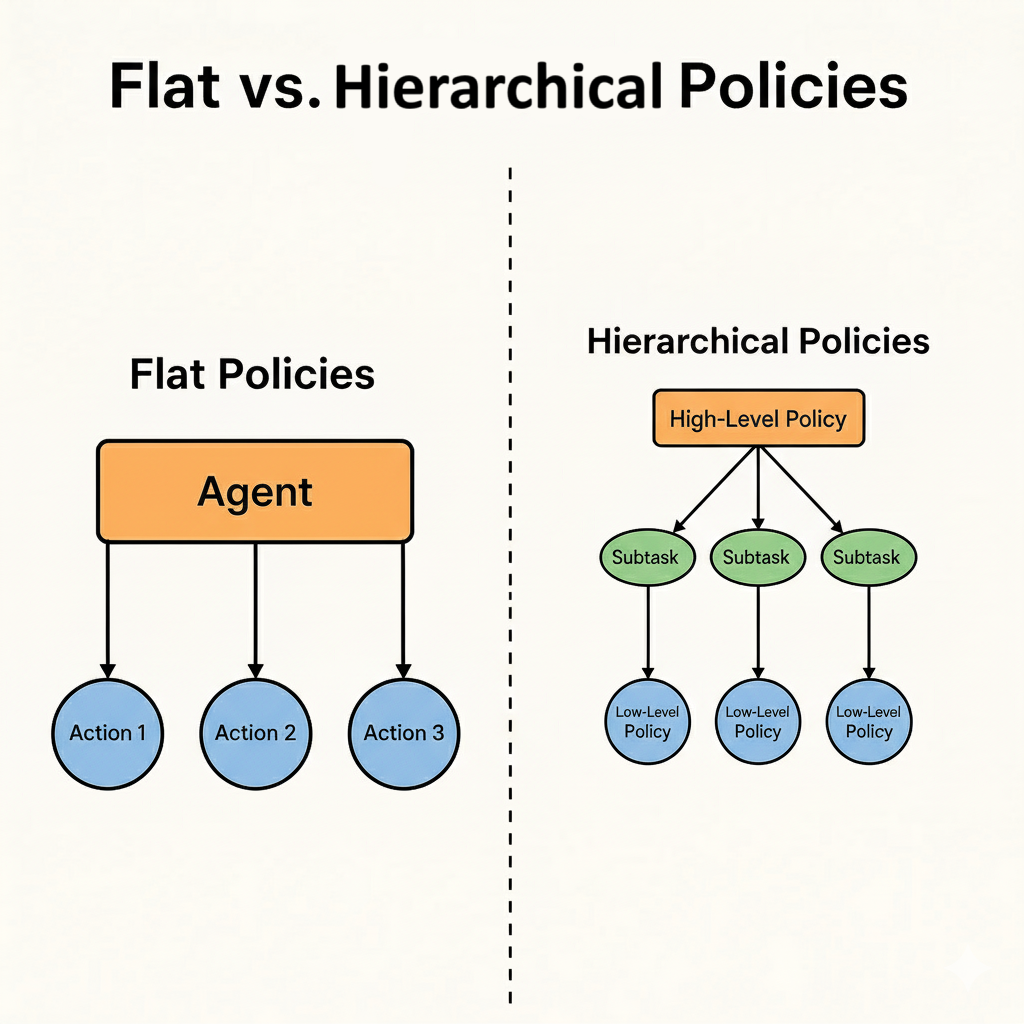 Flat vs. Hierarchical Policies
Flat Policies
Agent
Action 1
Action 2
Action 3
Hierarchical Policies
High-Level Policy
Subtask
Subtask
Subtask
Low-Level
Policy
Low-Level
Policy
Low-Level
Policy